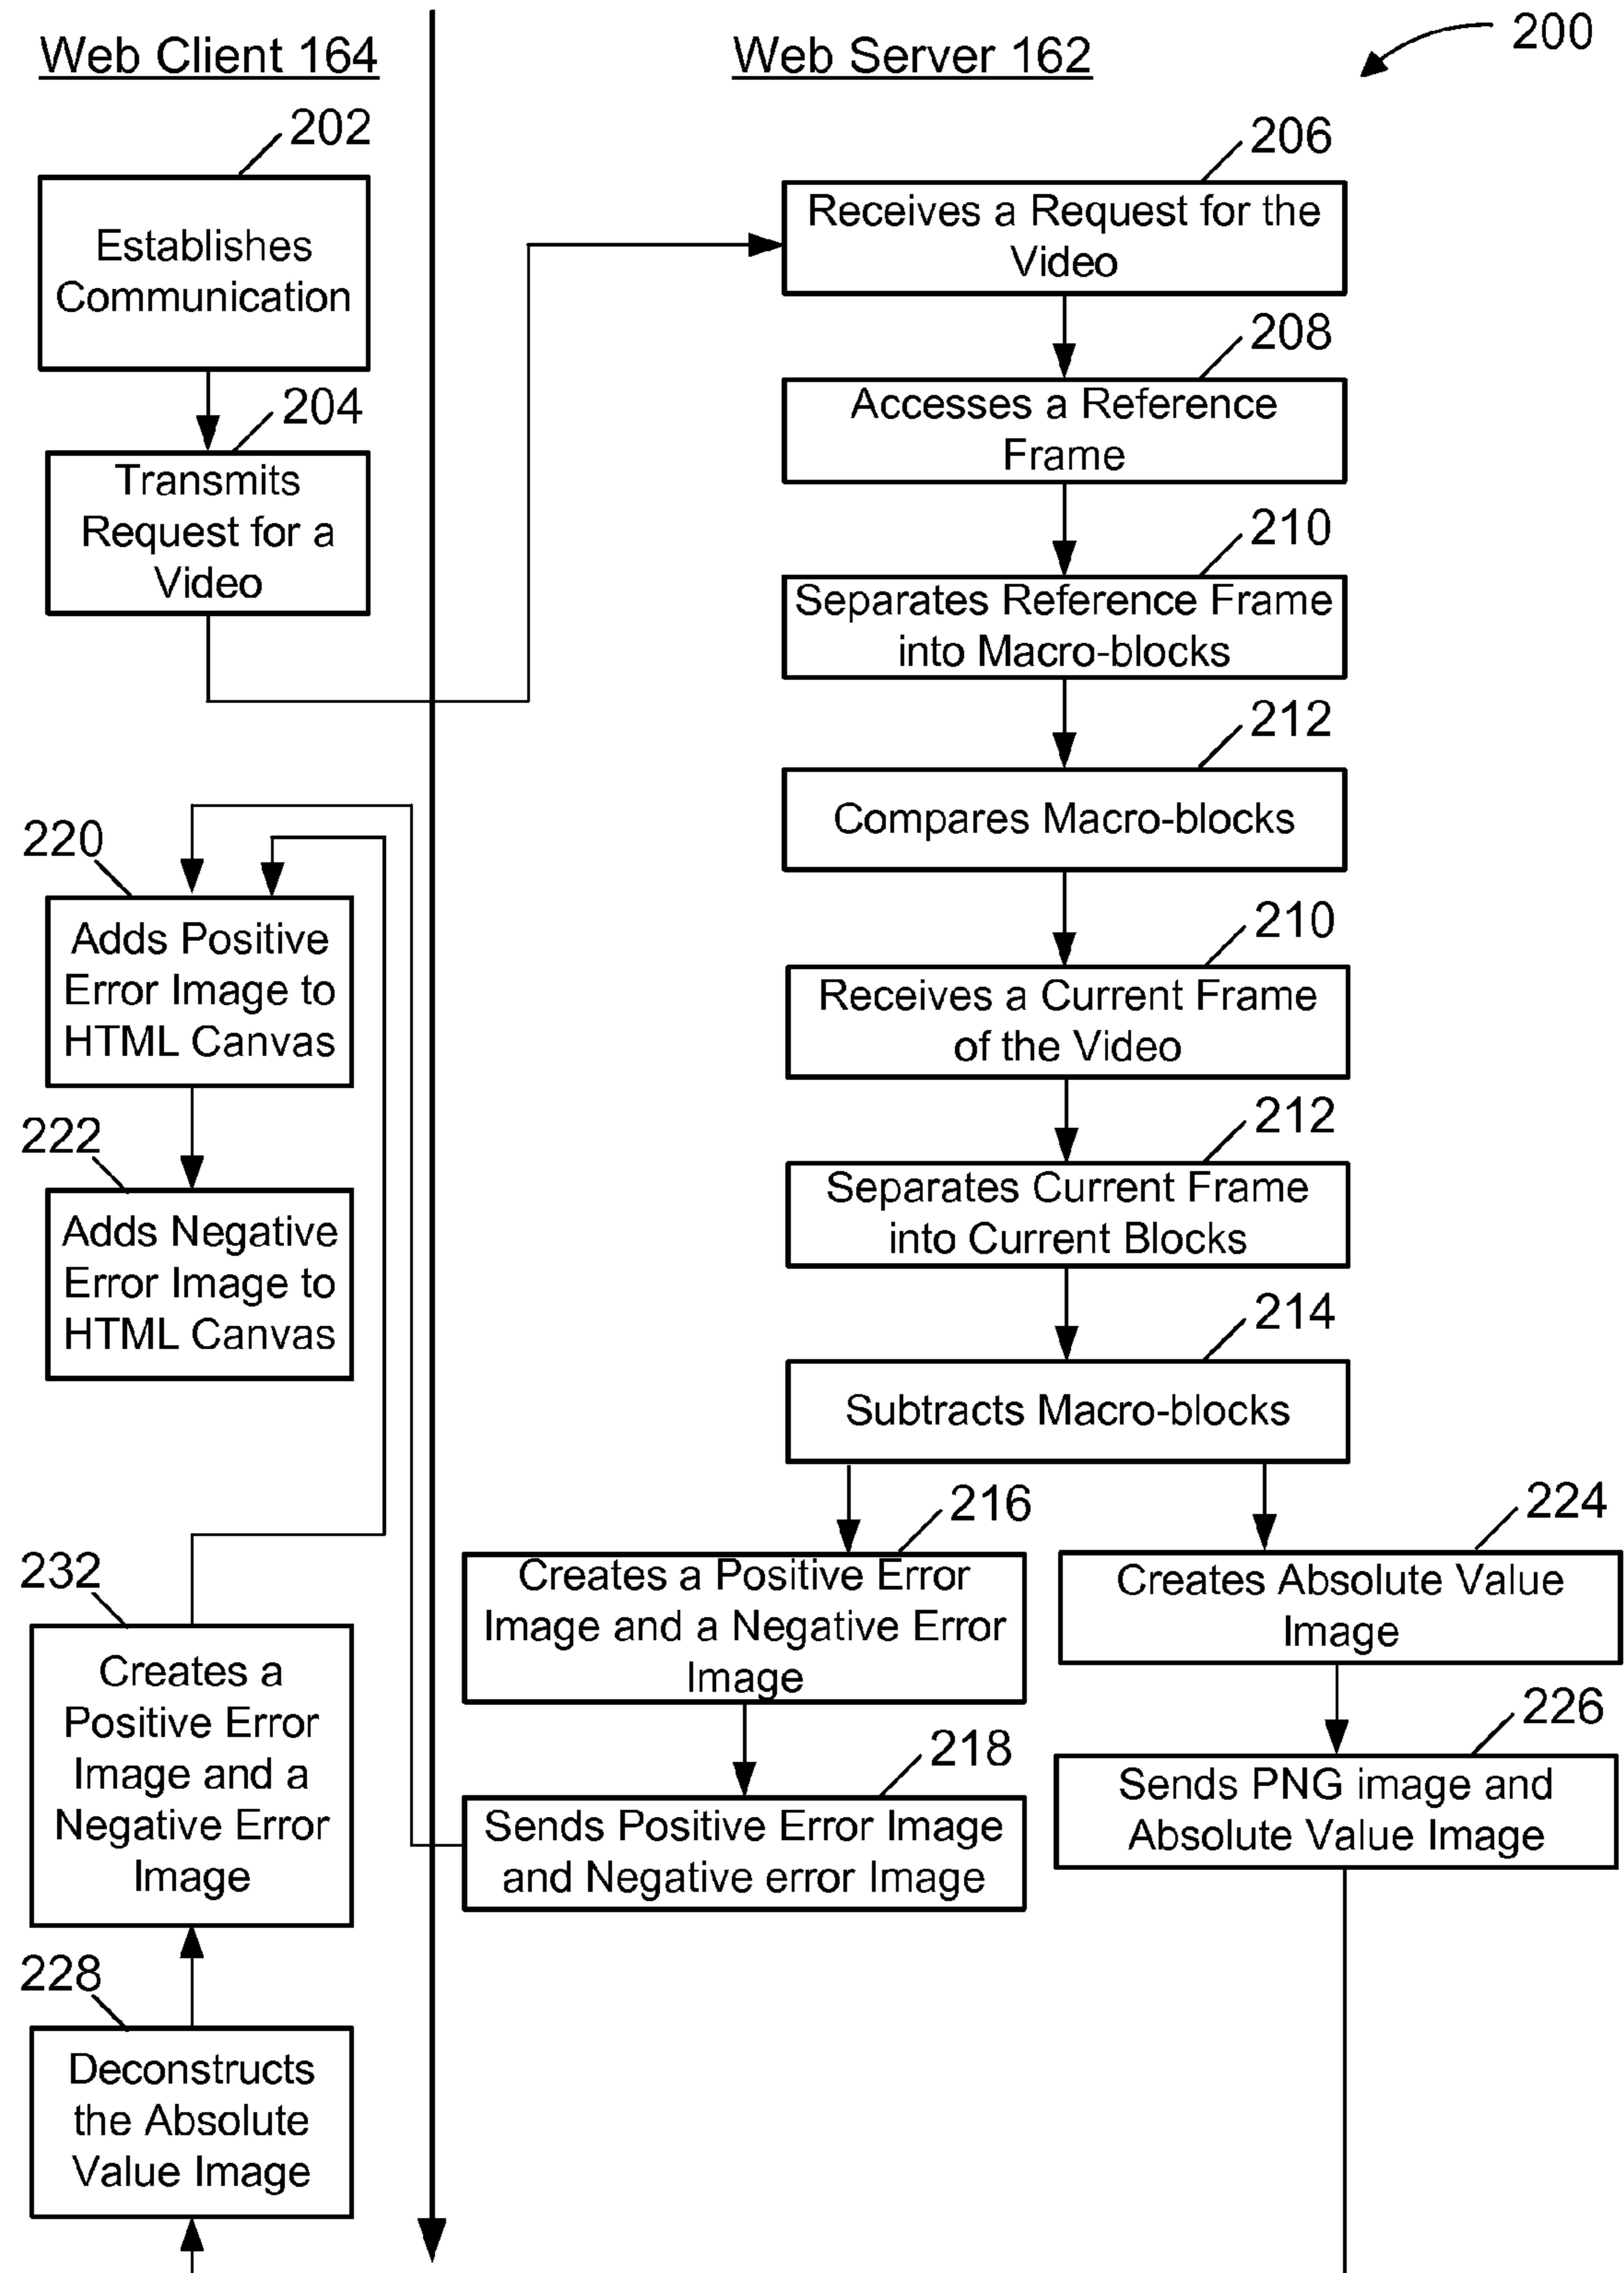 Web Client 164
Web Server 162
200
202
Establishes
Communication
204
Transmits
Request for a
Video
206
Receives a Request for the
Video
208
Accesses a Reference
Frame
210
Separates Reference Frame
into Macro-blocks
212
Compares Macro-blocks
210
Receives a Current Frame
of the Video
212
Separates Current Frame
into Current Blocks
214
Subtracts Macro-blocks
216
Creates a Positive Error
Image and a Negative Error
Image
218
Sends Positive Error Image
and Negative error Image
224
Creates Absolute Value
Image
226
Sends PNG image and
Absolute Value Image
220
Adds Positive
Error Image to
HTML Canvas
222
Adds Negative
Error Image to
HTML Canvas
232
Creates a
Positive Error
Image and a
Negative Error
Image
228
Deconstructs
the Absolute
Value Image